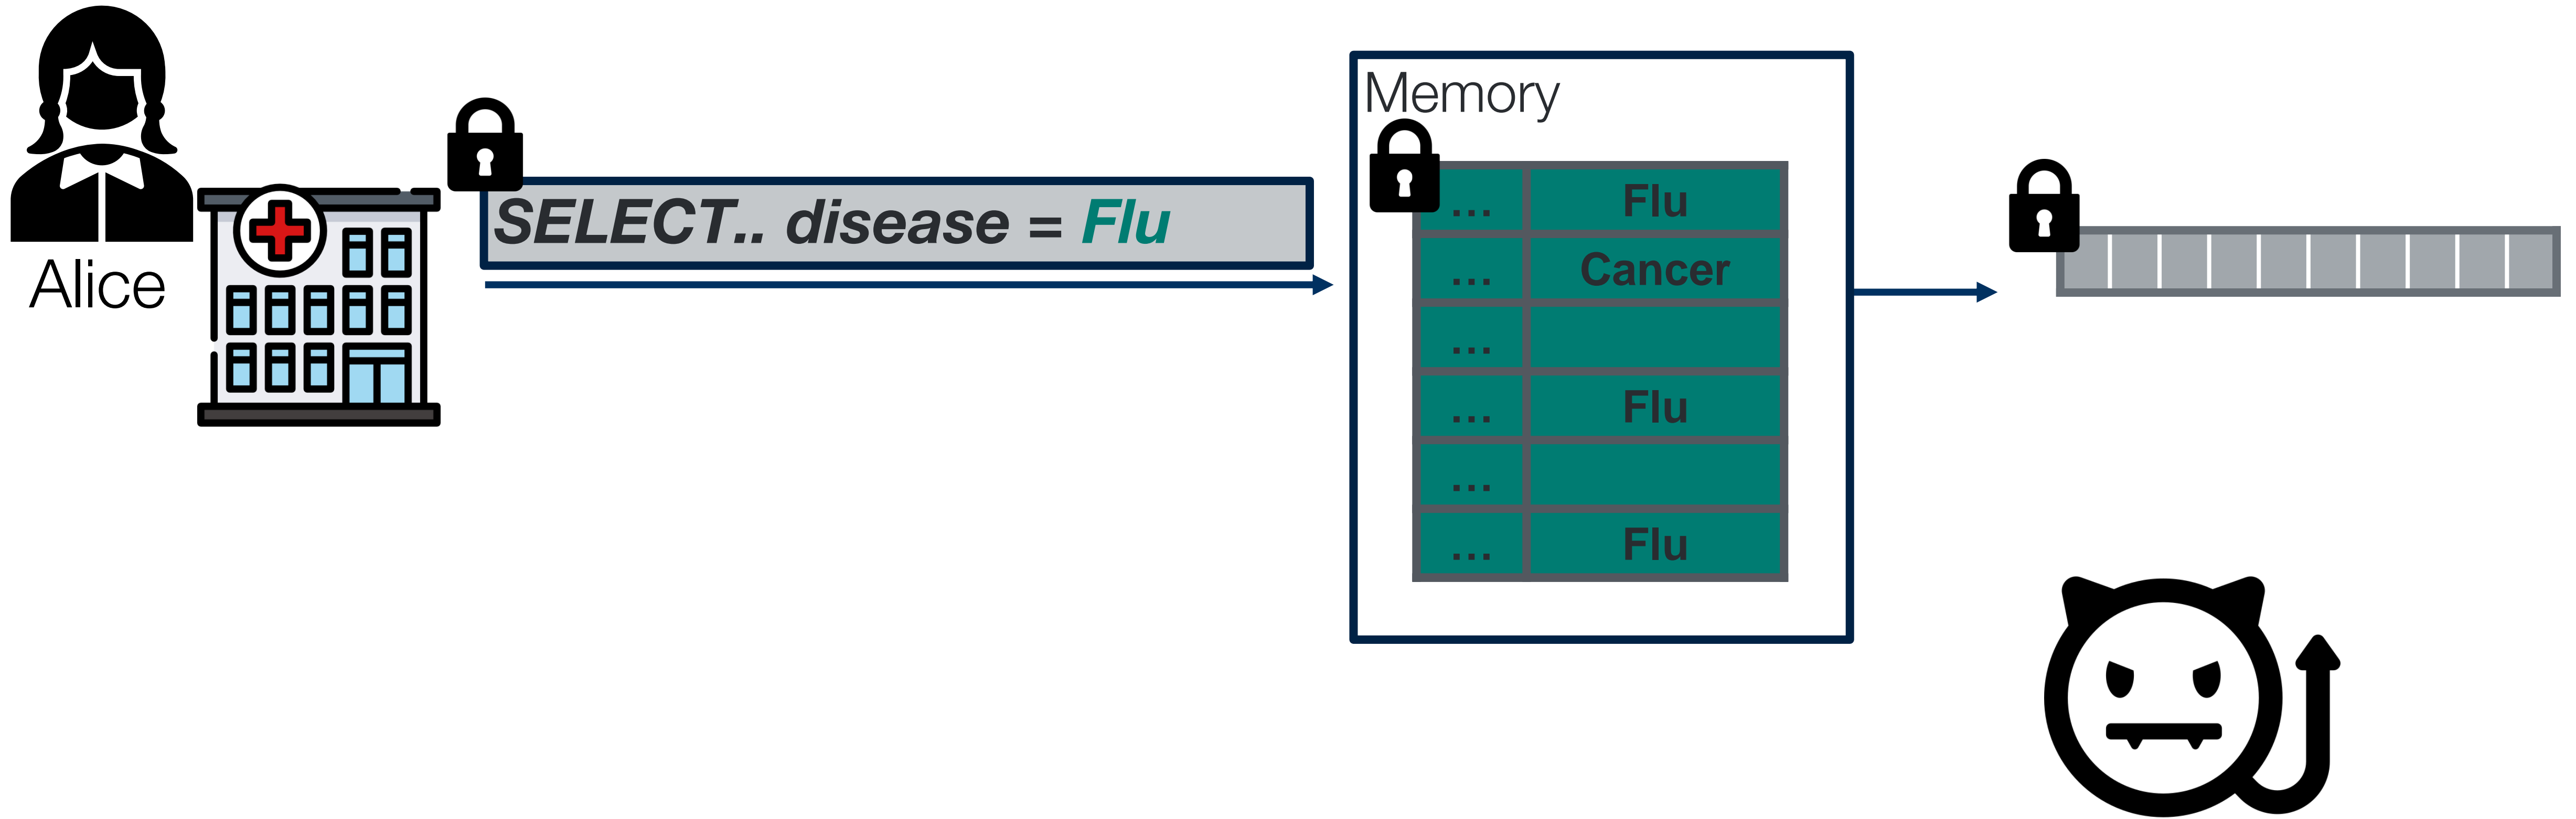 Alice
SELECT.. disease = Flu
Memory
... Flu
... Cancer
...
... Flu
...
... Flu